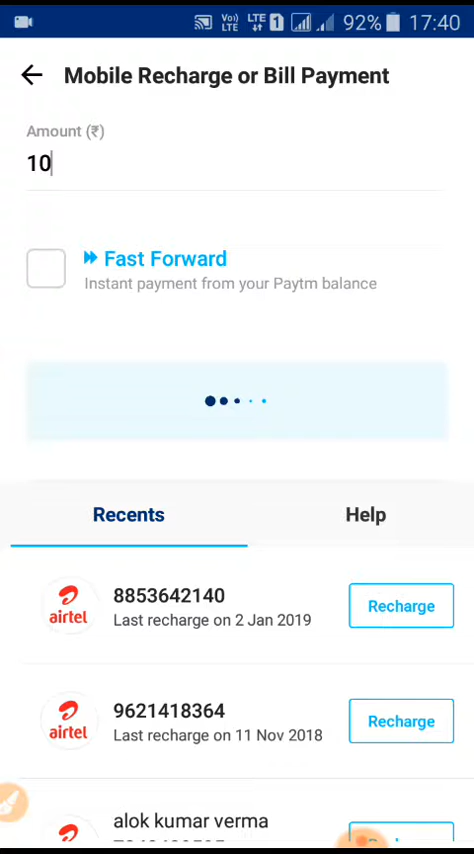 Vo)) LTE LTE 1 92% 17:40
Mobile Recharge or Bill Payment
Amount (₹)
10
Fast Forward
Instant payment from your Paytm balance
Recents Help
airtel 8853642140 Recharge
Last recharge on 2 Jan 2019
airtel 9621418364 Recharge
Last recharge on 11 Nov 2018
alok kumar verma